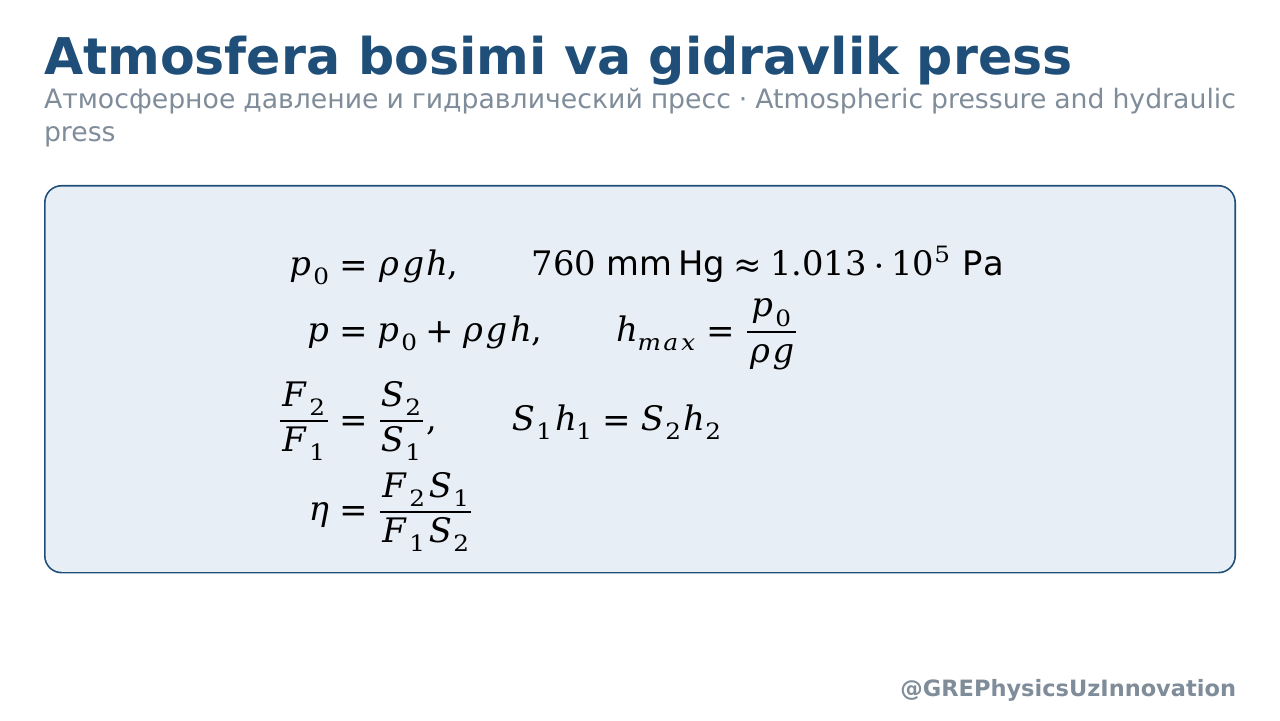 Atmosfera bosimi va gidravlik press
Атмосферное давление и гидравлический пресс · Atmospheric pressure and hydraulic
press
p₀ = ρgh, 760 mm Hg ≈ 1.013 · 10⁵ Pa
p = p₀ + ρgh, h_max = p₀/ρg
F₂/F₁ = S₂/S₁, S₁h₁ = S₂h₂
η = F₂S₁/F₁S₂
@GREPhysicsUzInnovation